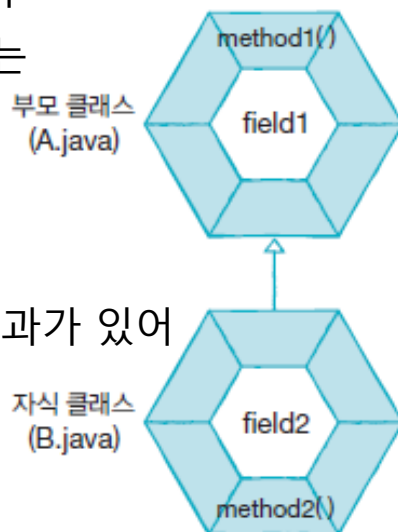 는
method1()
부모 클래스
(A.java)
field1
과가 있어
자식 클래스
(B.java)
field2
method2()